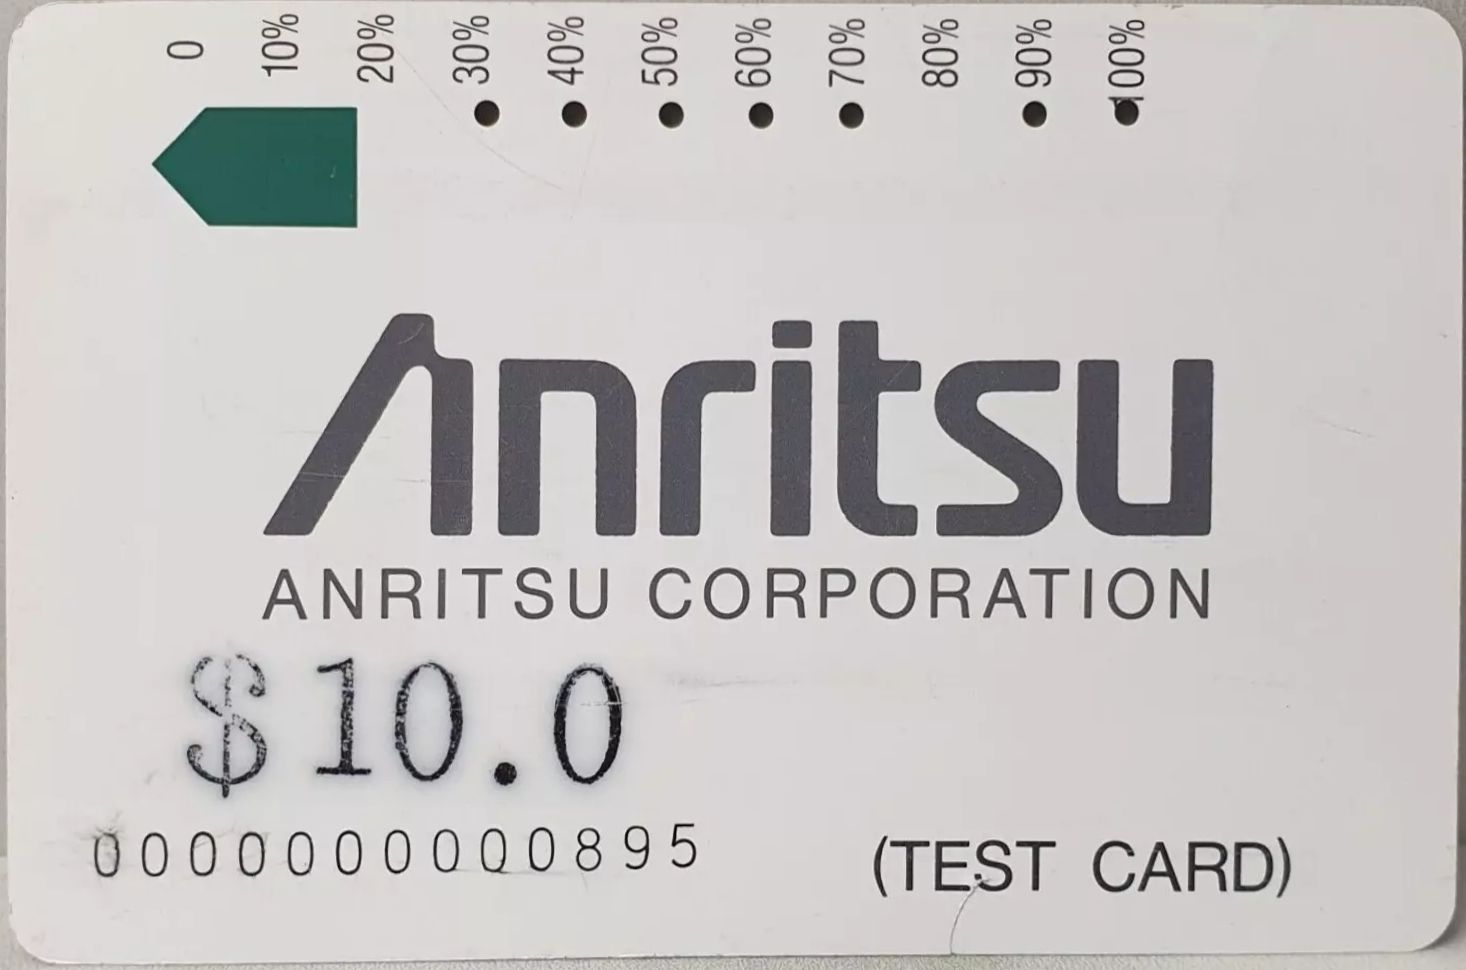 0 10% 20% 30% 40% 50% 60% 70% 80% 90% 100%
Anritsu
ANRITSU CORPORATION
$10.0
0000000000895
(TEST CARD)